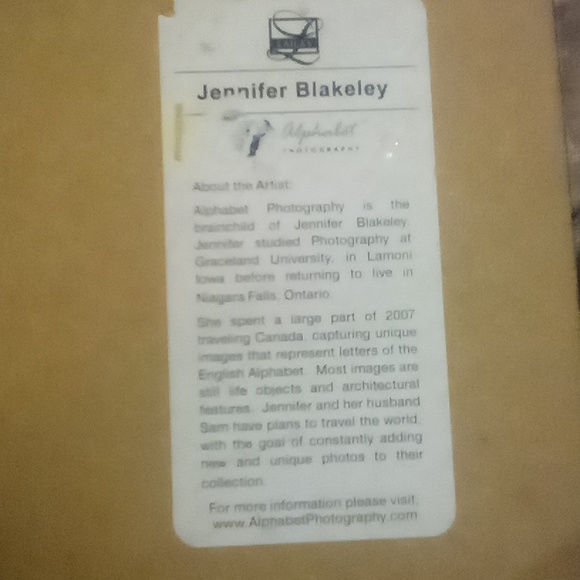 Jennifer Blakeley
Alphabet
PHOTOGRAPHY
About the Artist:
Alphabet Photography is the
brainchild of Jennifer Blakeley.
Jennifer studied Photography at
Graceland University, in Lamoni
Iowa before returning to live in
Niagara Falls, Ontario.
She spent a large part of 2007
traveling Canada, capturing unique
images that represent letters of the
English Alphabet. Most images are
still life objects and architectural
features. Jennifer and her husband
Sam have plans to travel the world,
with the goal of constantly adding
new and unique photos to their
collection.
For more information please visit:
www.AlphabetPhotography.com